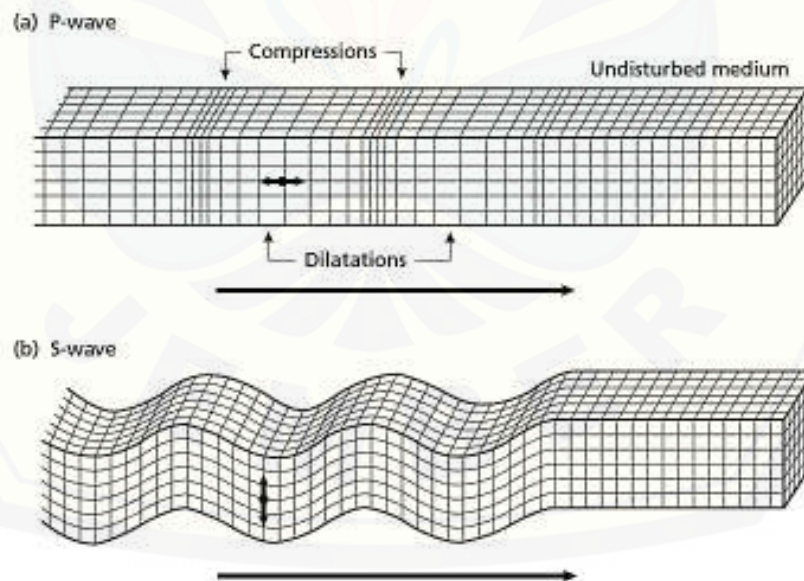 (a) P-wave
Compressions
Undisturbed medium
Dilatations
(b) S-wave